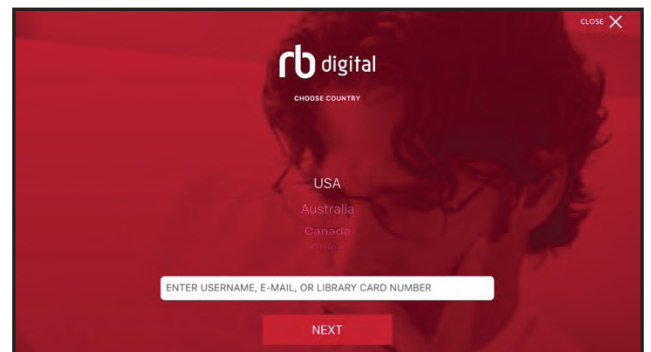 CLOSE X
rb digital
CHOOSE COUNTRY
USA
Australia
Canada
ENTER USERNAME, E-MAIL, OR LIBRARY CARD NUMBER
NEXT